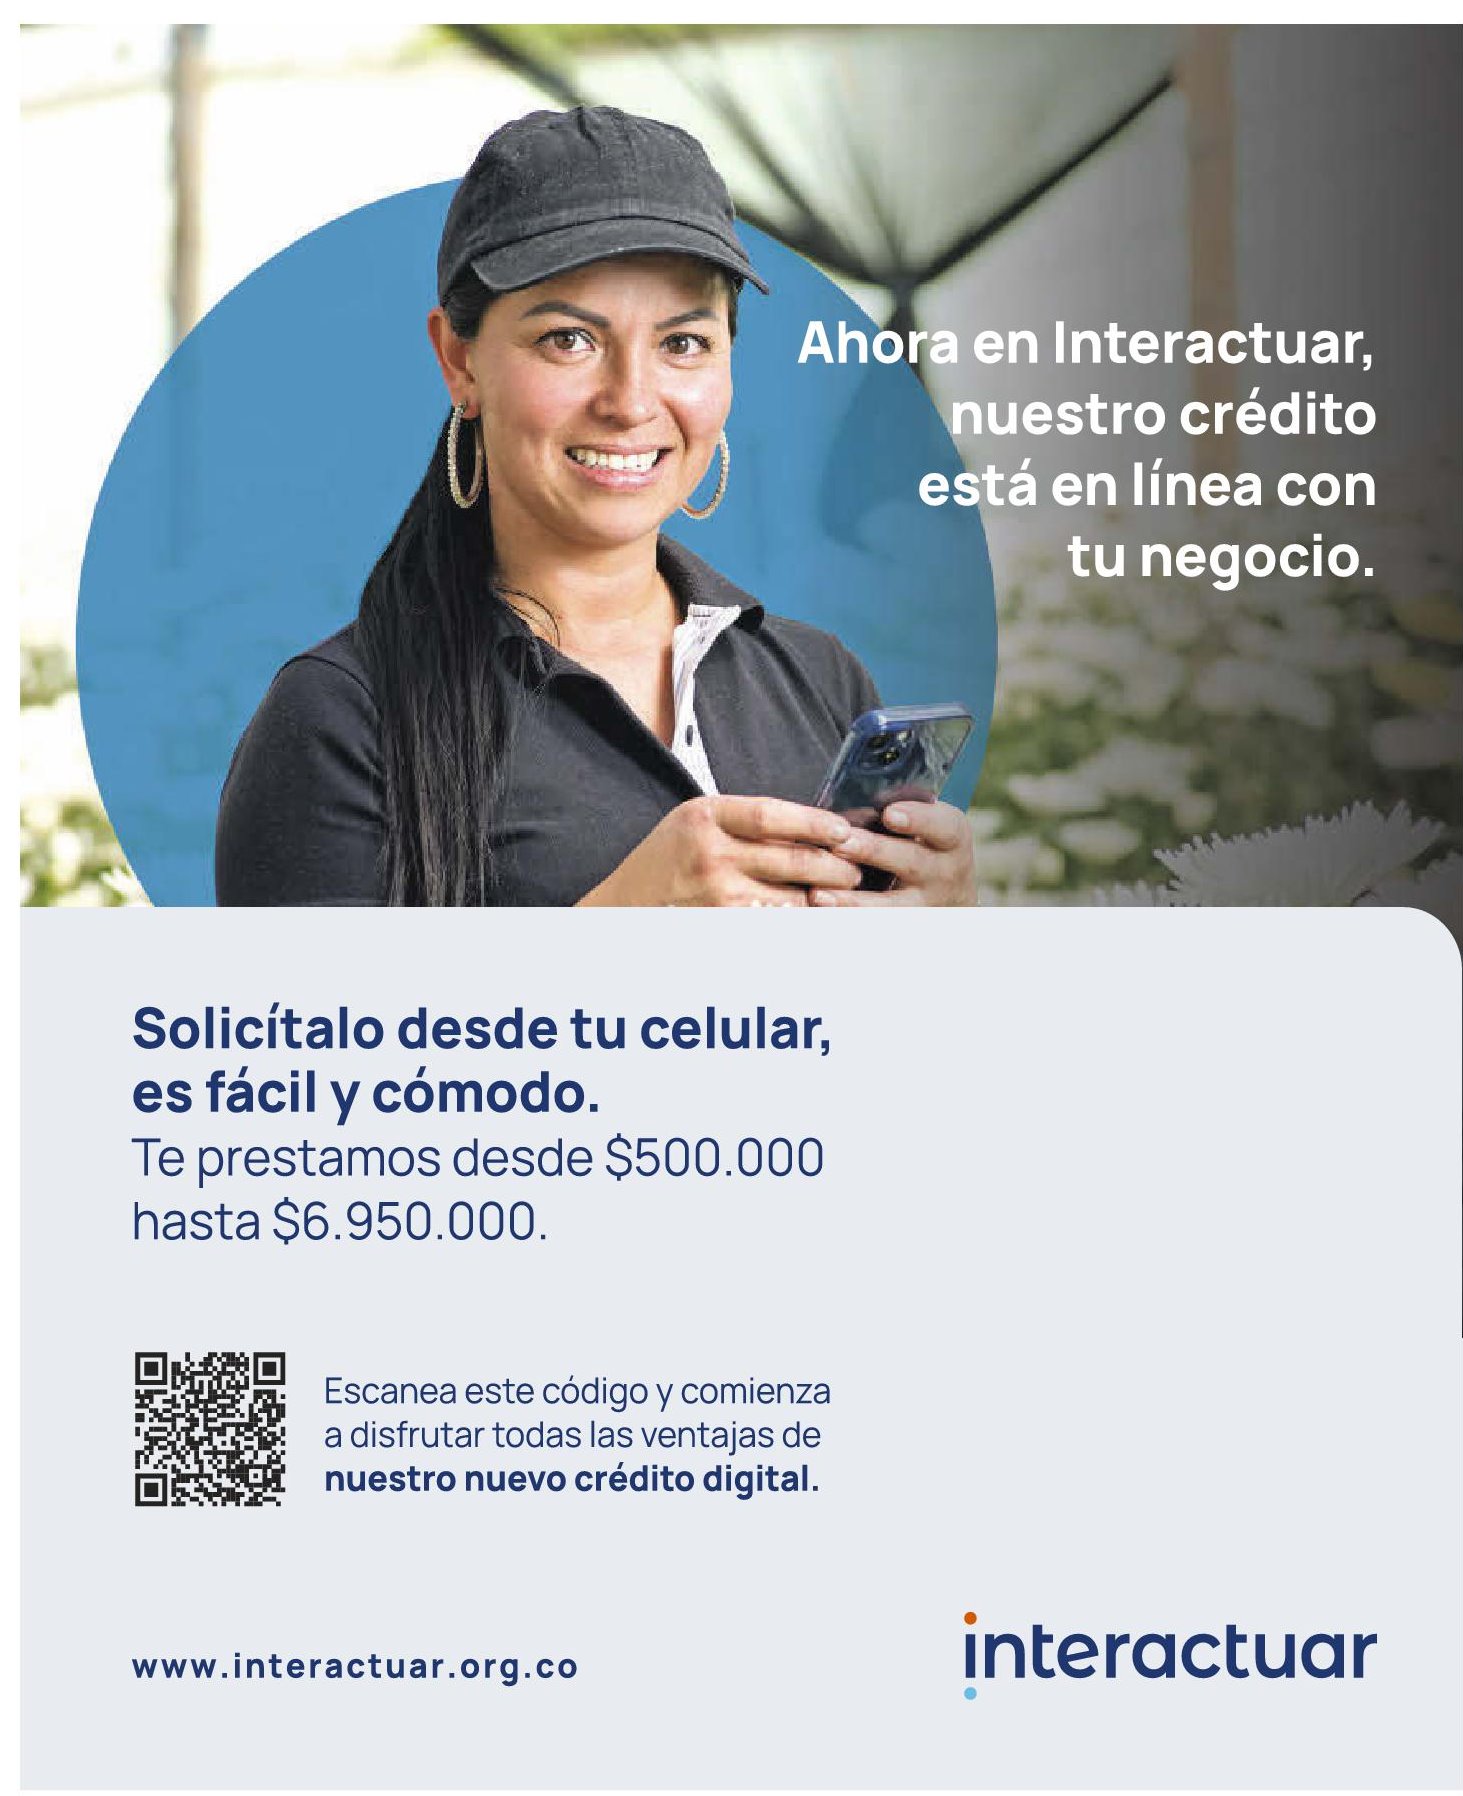 Ahora en Interactuar,
nuestro crédito
está en línea con
tu negocio.
Solicítalo desde tu celular,
es fácil y cómodo.
Te prestamos desde $500.000
hasta $6.950.000.
Escanea este código y comienza
a disfrutar todas las ventajas de
nuestro nuevo crédito digital.
www.interactuar.org.co
interactuar